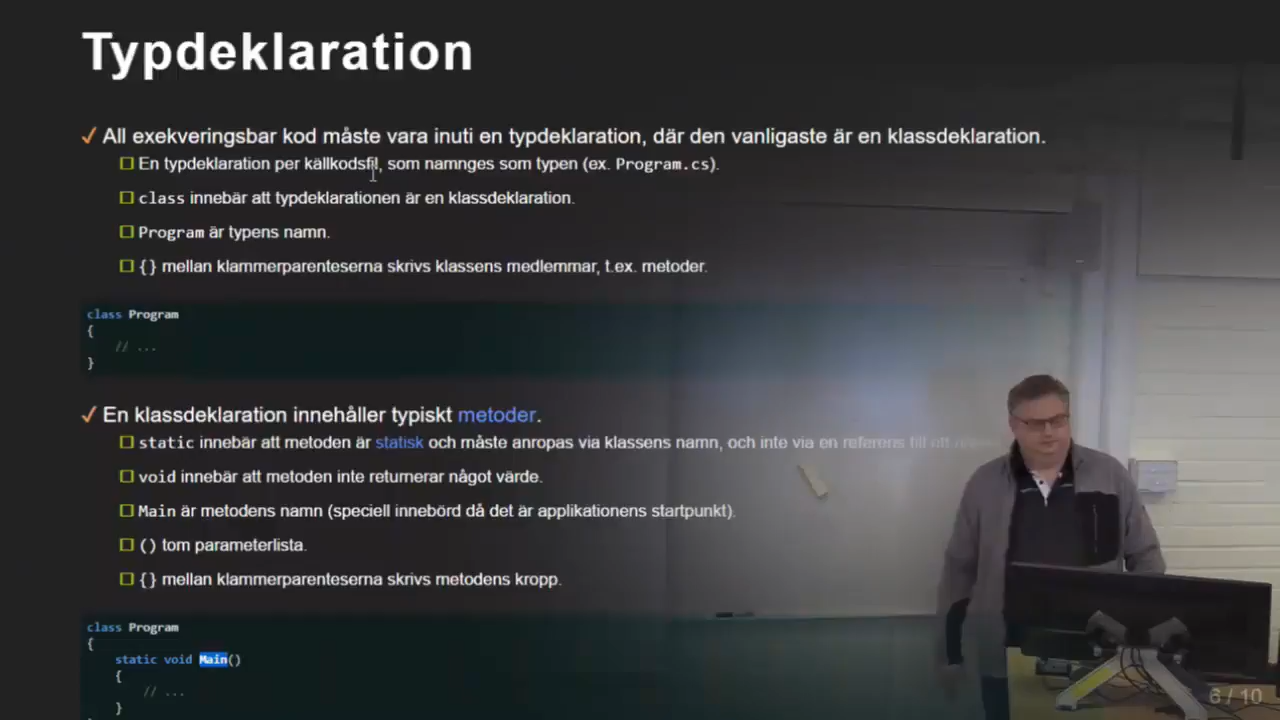 Typdeklaration
✓ All exekveringsbar kod måste vara inuti en typdeklaration, där den vanligaste är en klassdeklaration.
□ En typdeklaration per källkodsfil, som namnges som typen (ex. Program.cs).
□ class innebär att typdeklarationen är en klassdeklaration.
□ Program är typens namn.
□ {} mellan klammerparenteserna skrivs klassens medlemmar, t.ex. metoder.
class Program
{
// ...
}
✓ En klassdeklaration innehåller typiskt metoder.
□ static innebär att metoden är statisk och måste anropas via klassens namn, och inte via en referens till ett
□ void innebär att metoden inte returnerar något värde.
□ Main är metodens namn (speciell innebörd då det är applikationens startpunkt).
□ () tom parameterlista.
□ {} mellan klammerparenteserna skrivs metodens kropp.
class Program
{
static void Main()
{
// ...
}
6 / 10